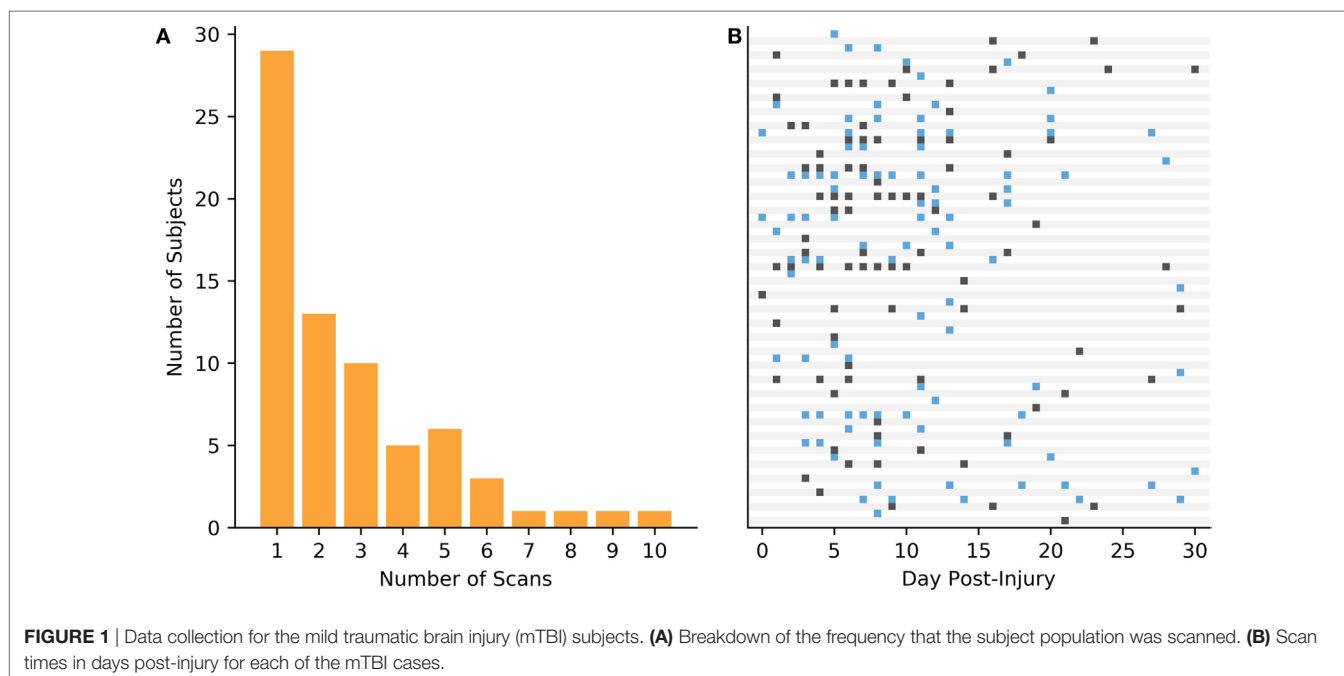 A
30
25
20
15
10
5
0
Number of Subjects
1 2 3 4 5 6 7 8 9 10
Number of Scans
B
0 5 10 15 20 25 30
Day Post-Injury
FIGURE 1 | Data collection for the mild traumatic brain injury (mTBI) subjects. (A) Breakdown of the frequency that the subject population was scanned. (B) Scan
times in days post-injury for each of the mTBI cases.